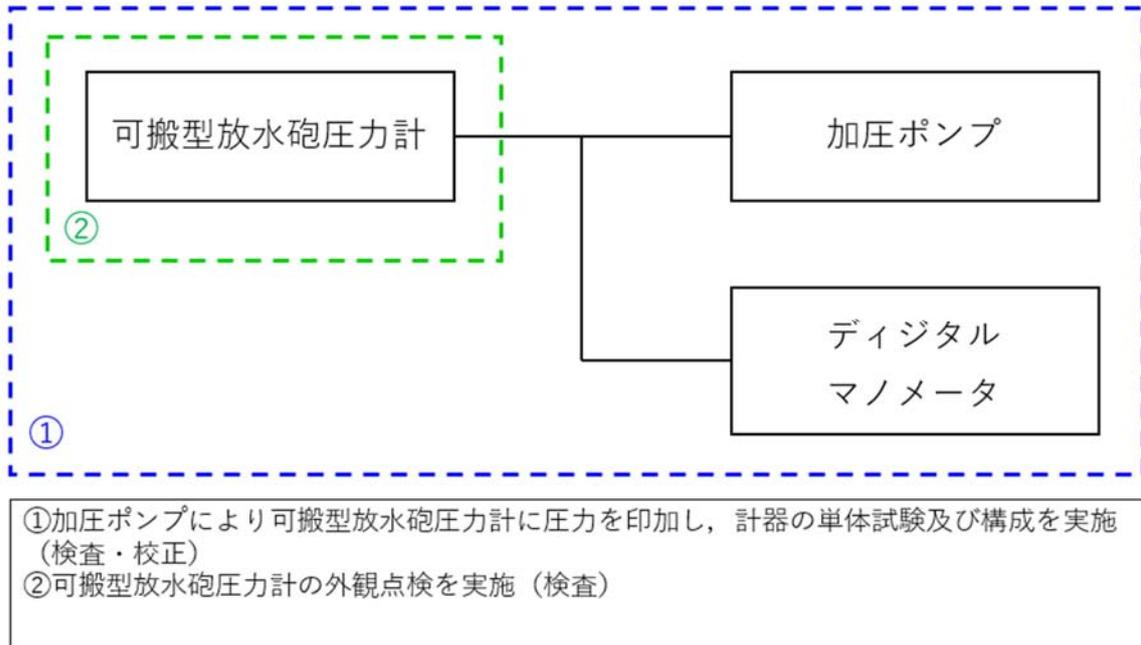 可搬型放水砲圧力計
加圧ポンプ
②
ディジタル
マノメータ
①
①加圧ポンプにより可搬型放水砲圧力計に圧力を印加し，計器の単体試験及び構成を実施
（検査・校正）
②可搬型放水砲圧力計の外観点検を実施（検査）